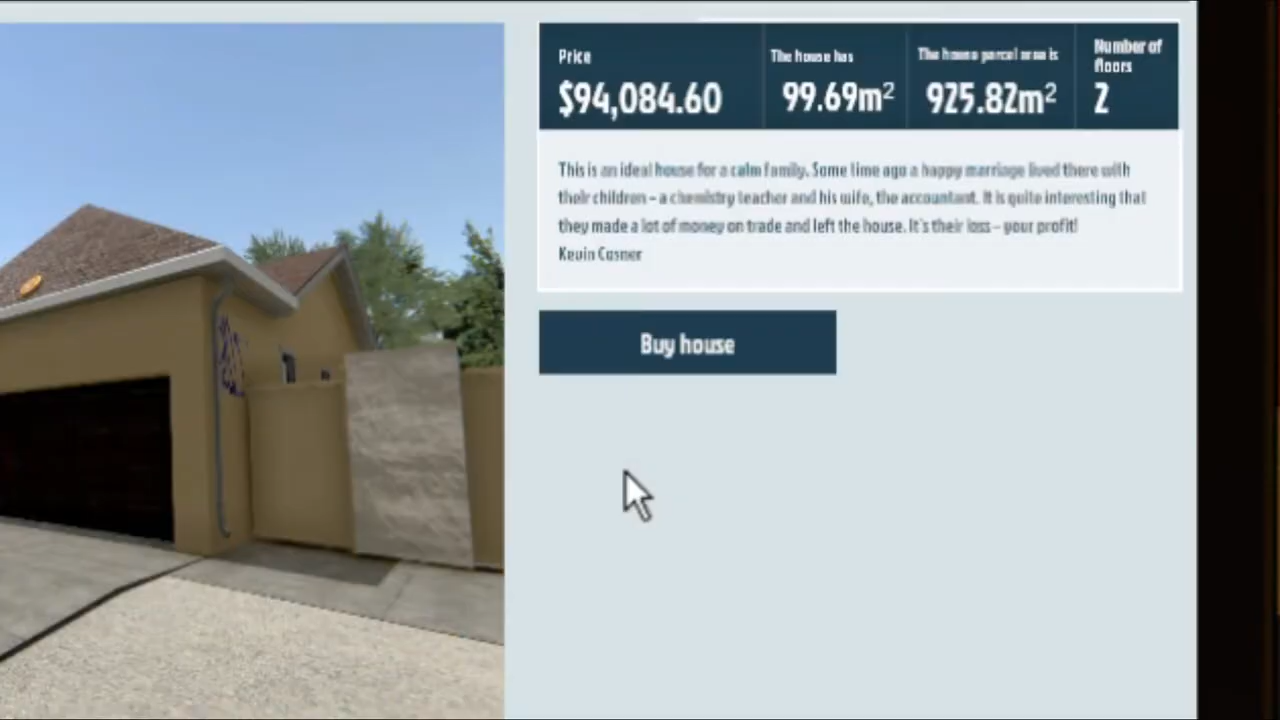 Price
$94,084.60
The house has
99.69m²
The house parcel area is
925.82m²
Number of
floors
2
This is an ideal house for a calm family. Some time ago a happy marriage lived there with
their children – a chemistry teacher and his wife, the accountant. It is quite interesting that
they made a lot of money on trade and left the house. It's their loss – your profit!
Kevin Casner
Buy house